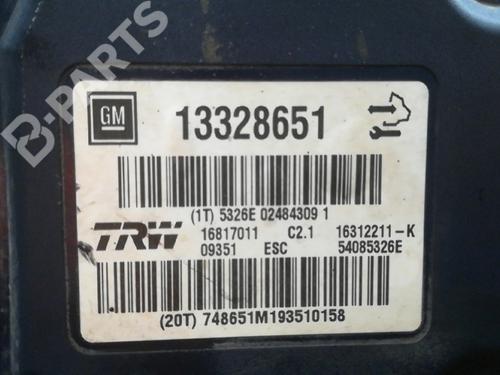 B-PARTS
GM 13328651
(1T) 5326E 02484309 1
TRW 16817011 C2.1 16312211-K
09351 ESC 54085326E
(20T) 748651M193510158